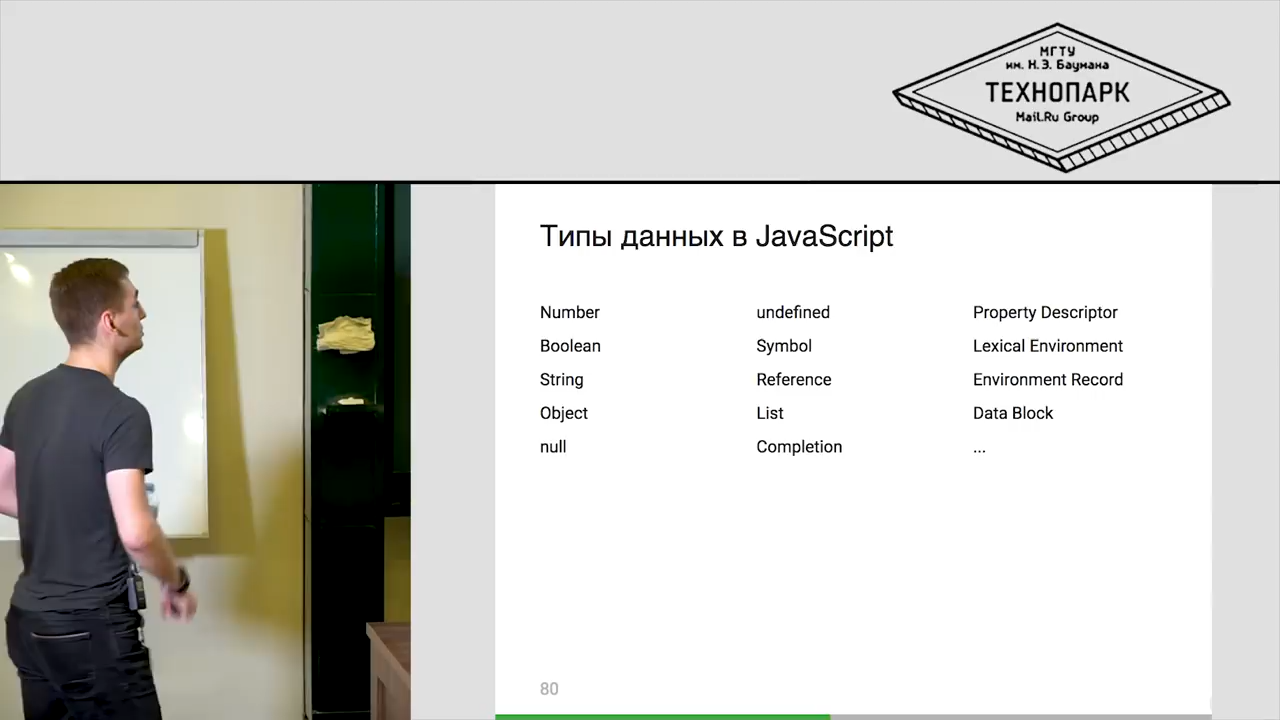 МГТУ
им. Н.Э. Баумана
ТЕХНОПАРК
Mail.Ru Group
Типы данных в JavaScript
Number
Boolean
String
Object
null
undefined
Symbol
Reference
List
Completion
Property Descriptor
Lexical Environment
Environment Record
Data Block
...
80